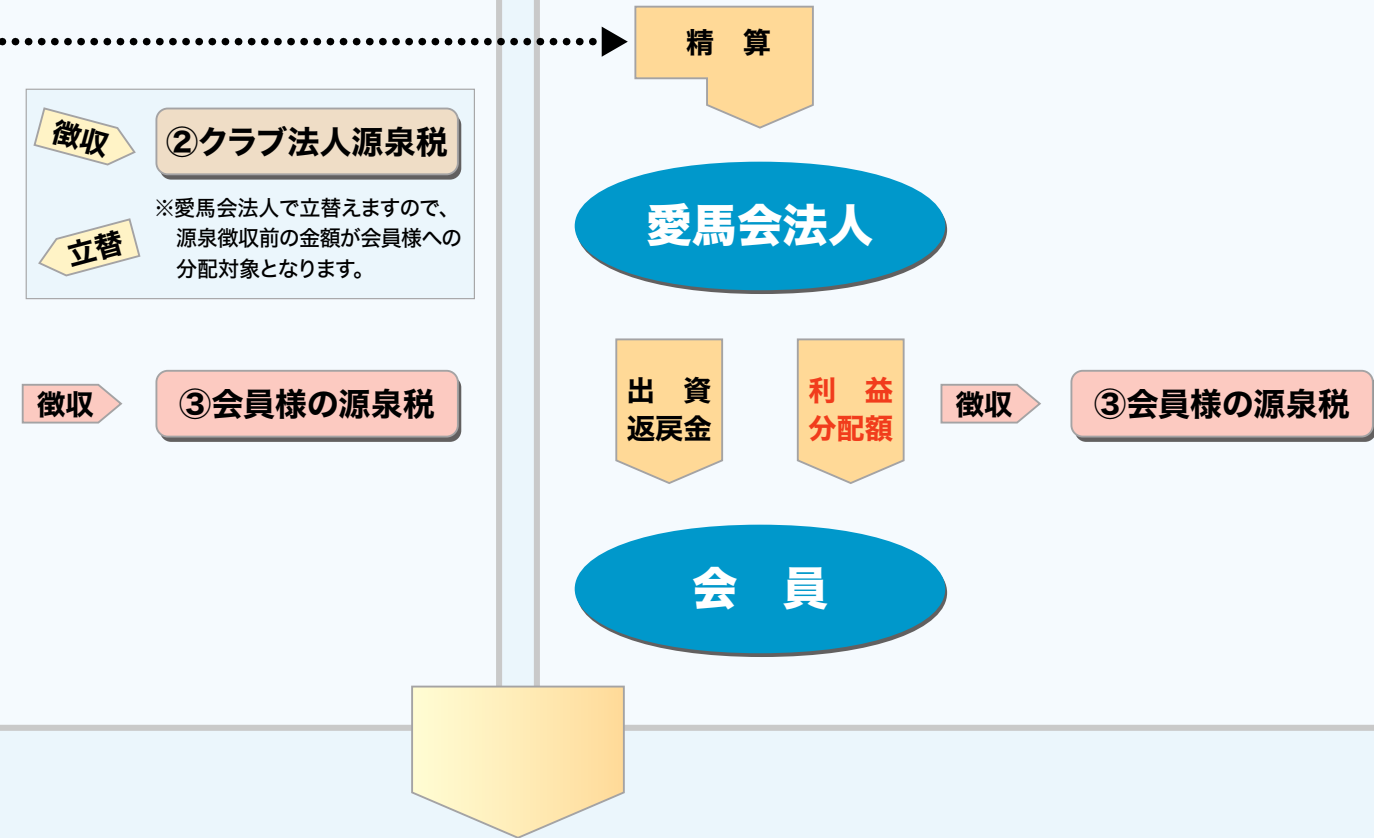 精　算
徴収
②クラブ法人源泉税
※愛馬会法人で立替えますので、
源泉徴収前の金額が会員様への
分配対象となります。
立替
愛馬会法人
徴収
③会員様の源泉税
出　資
返戻金
利　益
分配額
徴収
③会員様の源泉税
会　員